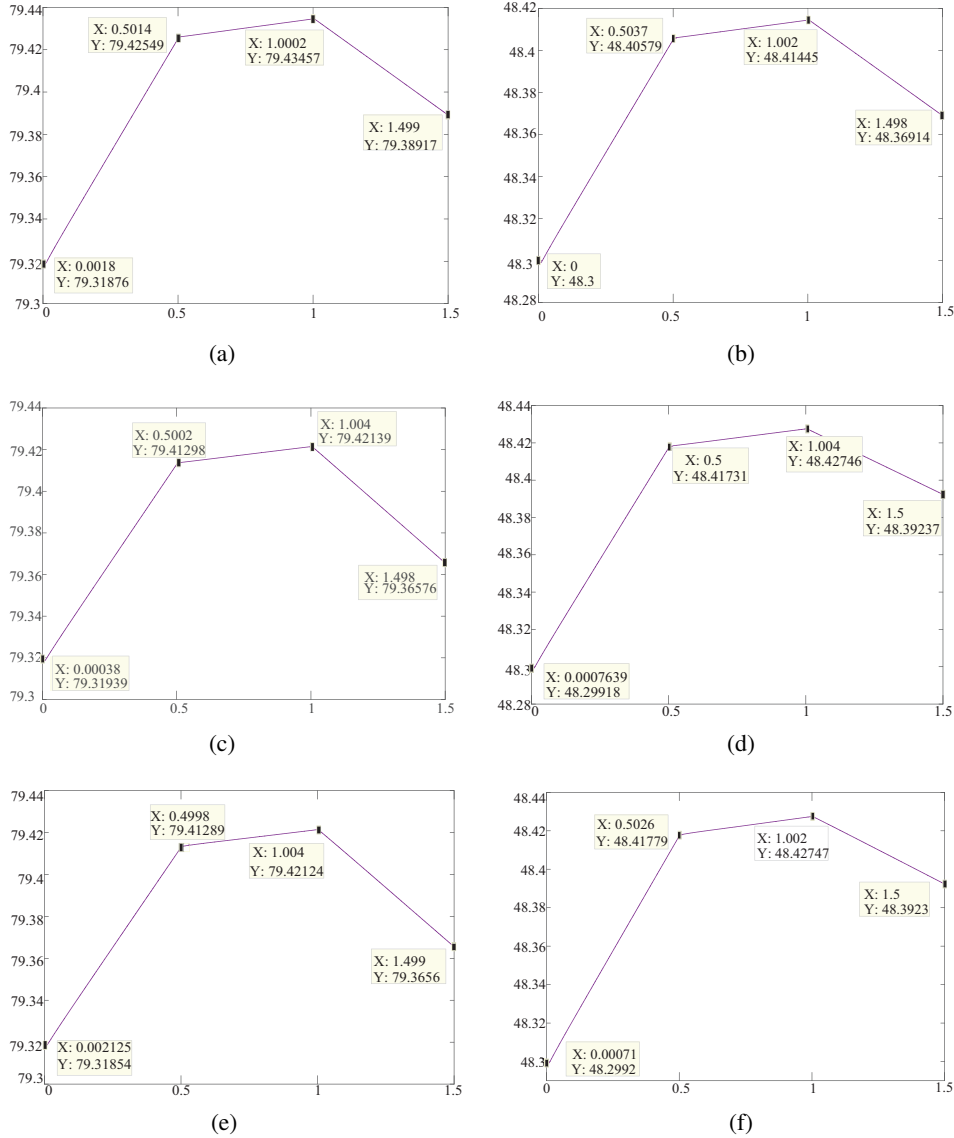 79.44
79.42
79.4
79.38
79.36
79.34
79.32
79.3
X: 0.5014
Y: 79.42549
X: 1.0002
Y: 79.43457
X: 1.499
Y: 79.38917
X: 0.0018
Y: 79.31876
0
0.5
1
1.5
(a)
48.42
48.4
48.38
48.36
48.34
48.32
48.3
48.28
X: 0.5037
Y: 48.40579
X: 1.002
Y: 48.41445
X: 1.498
Y: 48.36914
X: 0
Y: 48.3
0
0.5
1
1.5
(b)
79.44
79.42
79.4
79.38
79.36
79.34
79.32
79.3
X: 0.5002
Y: 79.41298
X: 1.004
Y: 79.42139
X: 1.498
Y: 79.36576
X: 0.00038
Y: 79.31939
0
0.5
1
1.5
(c)
48.44
48.42
48.4
48.38
48.36
48.34
48.32
48.3
48.28
X: 0.5
Y: 48.41731
X: 1.004
Y: 48.42746
X: 1.5
Y: 48.39237
X: 0.0007639
Y: 48.29918
0
0.5
1
1.5
(d)
79.44
79.42
79.4
79.38
79.36
79.34
79.32
79.3
X: 0.4998
Y: 79.41289
X: 1.004
Y: 79.42124
X: 1.499
Y: 79.3656
X: 0.002125
Y: 79.31854
0
0.5
1
1.5
(e)
48.44
48.42
48.4
48.38
48.36
48.34
48.32
48.3
X: 0.5026
Y: 48.41779
X: 1.002
Y: 48.42747
X: 1.5
Y: 48.3923
X: 0.00071
Y: 48.2992
0
0.5
1
1.5
(f)